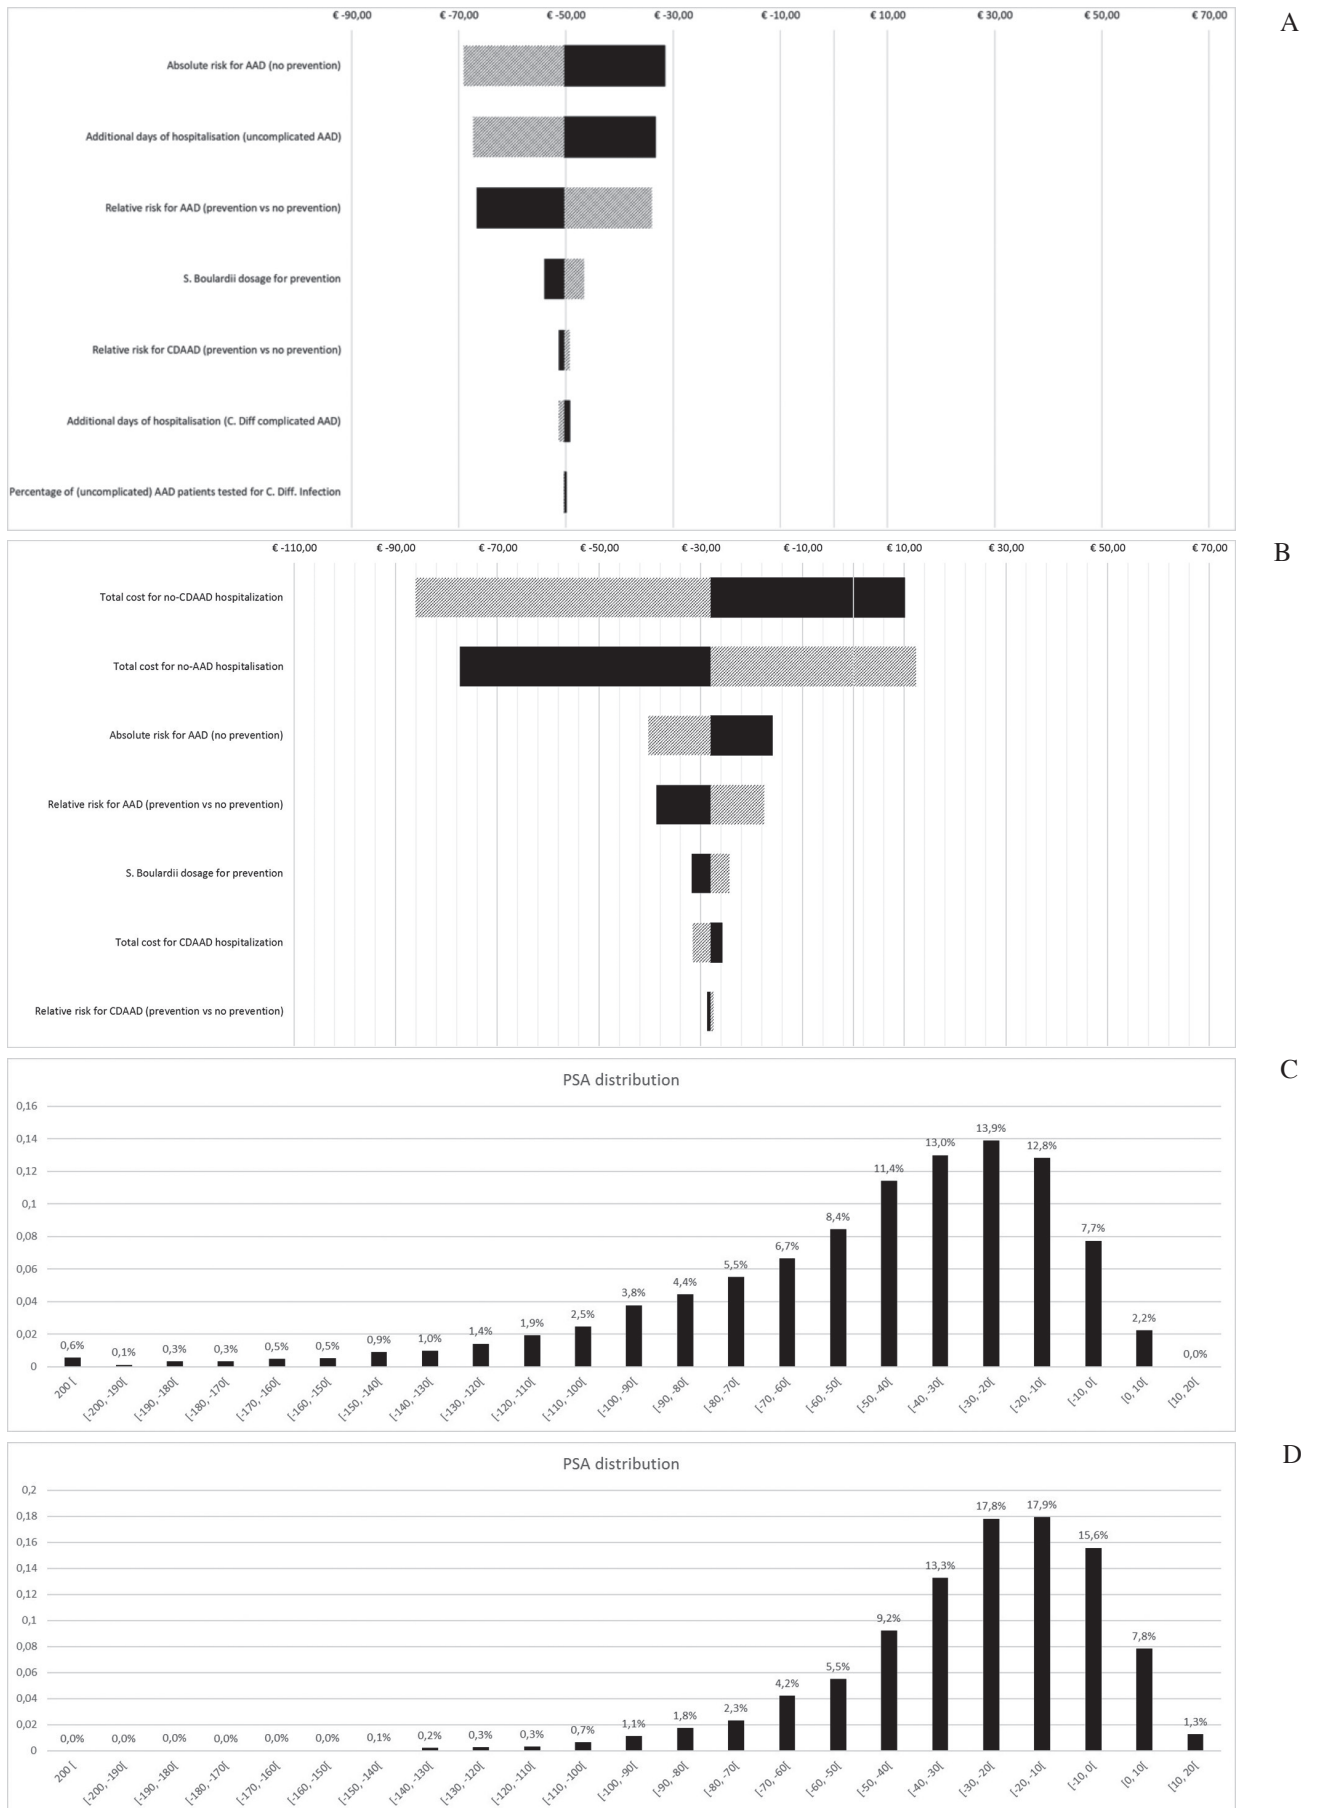 € -90,00 € -70,00 € -50,00 € -30,00 € -10,00 € 10,00 € 30,00 € 50,00 € 70,00
A
Absolute risk for AAD (no prevention)
Additional days of hospitalisation (uncomplicated AAD)
Relative risk for AAD (prevention vs no prevention)
S. Boulardii dosage for prevention
Relative risk for CDAAD (prevention vs no prevention)
Additional days of hospitalisation (C. Diff complicated AAD)
Percentage of (uncomplicated) AAD patients tested for C. Diff. Infection
€ -110,00 € -90,00 € -70,00 € -50,00 € -30,00 € -10,00 € 10,00 € 30,00 € 50,00 € 70,00
B
Total cost for no-CDAAD hospitalization
Total cost for no-AAD hospitalisation
Absolute risk for AAD (no prevention)
Relative risk for AAD (prevention vs no prevention)
S. Boulardii dosage for prevention
Total cost for CDAAD hospitalization
Relative risk for CDAAD (prevention vs no prevention)
C
PSA distribution
0,16
0,14
0,12
0,1
0,08
0,06
0,04
0,02
0
0,6% 0,1% 0,3% 0,3% 0,5% 0,5% 0,9% 1,0% 1,4% 1,9% 2,5% 3,8% 4,4% 5,5% 6,7% 8,4% 11,4% 13,0% 13,9% 12,8% 7,7% 2,2% 0,0%
200 [ [-200, -190[ [-190, -180[ [-180, -170[ [-170, -160[ [-160, -150[ [-150, -140[ [-140, -130[ [-130, -120[ [-120, -110[ [-110, -100[ [-100, -90[ [-90, -80[ [-80, -70[ [-70, -60[ [-60, -50[ [-50, -40[ [-40, -30[ [-30, -20[ [-20, -10[ [-10, 0[ [0, 10[ [10, 20[
D
PSA distribution
0,2
0,18
0,16
0,14
0,12
0,1
0,08
0,06
0,04
0,02
0
0,0% 0,0% 0,0% 0,0% 0,0% 0,0% 0,1% 0,2% 0,3% 0,3% 0,7% 1,1% 1,8% 2,3% 4,2% 5,5% 9,2% 13,3% 17,8% 17,9% 15,6% 7,8% 1,3%
200 [ [-200, -190[ [-190, -180[ [-180, -170[ [-170, -160[ [-160, -150[ [-150, -140[ [-140, -130[ [-130, -120[ [-120, -110[ [-110, -100[ [-100, -90[ [-90, -80[ [-80, -70[ [-70, -60[ [-60, -50[ [-50, -40[ [-40, -30[ [-30, -20[ [-20, -10[ [-10, 0[ [0, 10[ [10, 20[